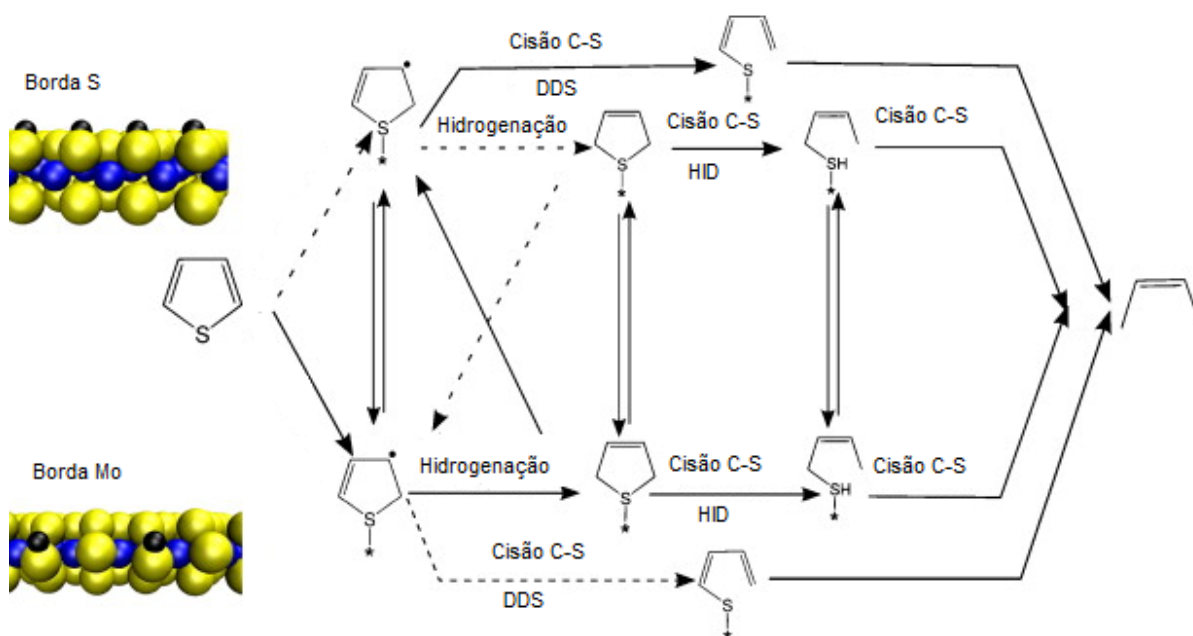 Cisão C-S
DDS
S
*
Borda S
S
*
Hidrogenação
Cisão C-S
HID
S
*
SH
*
Cisão C-S
S
Borda Mo
S
*
Hidrogenação
S
*
Cisão C-S
HID
SH
*
Cisão C-S
Cisão C-S
DDS
S
*